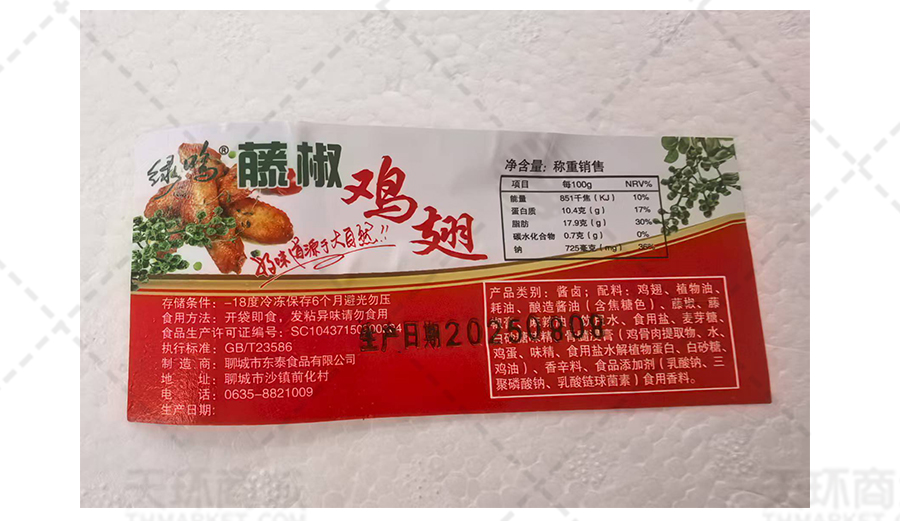 绿鸭®
藤椒
鸡翅
好味道源于大自然!!
净含量：称重销售
项目 每100g NRV%
能量 851千焦（KJ） 10%
蛋白质 10.4克（g） 17%
脂肪 17.9克（g） 30%
碳水化合物 0.7克（g） 0%
钠 725毫克（mg） 36%
存储条件：-18度冷冻保存6个月避光勿压
食用方法：开袋即食，发粘异味请勿食用
食品生产许可证编号：
执行标准：GB/T23586
制造商：聊城市东泰食品有限公司
地址：聊城市沙镇前化村
电话：0635-8821009
生产日期：
生产日期20250808
产品类别：酱卤；配料：鸡翅、植物油、
耗油、酿造酱油（含焦糖色）、藤椒、藤
水、食用盐、麦芽糖、
膏（鸡骨肉提取物、水、
鸡蛋、味精、食用盐水解植物蛋白、白砂糖、
鸡油）、香辛料、食品添加剂（乳酸钠、三
聚磷酸钠、乳酸链球菌素）食用香料。
天环商城
THMARKET.COM
天环商
THMARKET